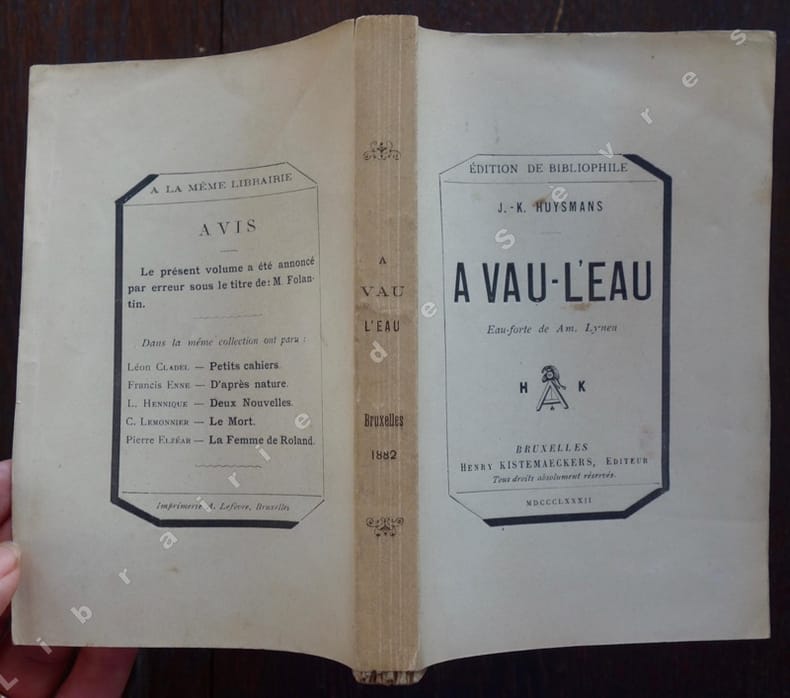 A LA MÊME LIBRAIRIE
AVIS
Le présent volume a été annoncé
par erreur sous le titre de: M. Folan-
tin.
Dans la même collection ont paru :
Léon CLADEL — Petits cahiers.
Francis ENNE — D'après nature.
L. HENNIQUE — Deux Nouvelles.
C. LEMONNIER — Le Mort.
Pierre ELZÉAR — La Femme de Roland.
Imprimerie A. Lefèvre, Bruxelles
A
VAU
L'EAU
Bruxelles
1882
ÉDITION DE BIBLIOPHILE
J.-K. HUYSMANS
A VAU-L'EAU
Eau-forte de Am. Lynen
H K
BRUXELLES
HENRY KISTEMAECKERS, EDITEUR
Tous droits absolument réservés.
MDCCCLXXXII
Librairie de sèvres